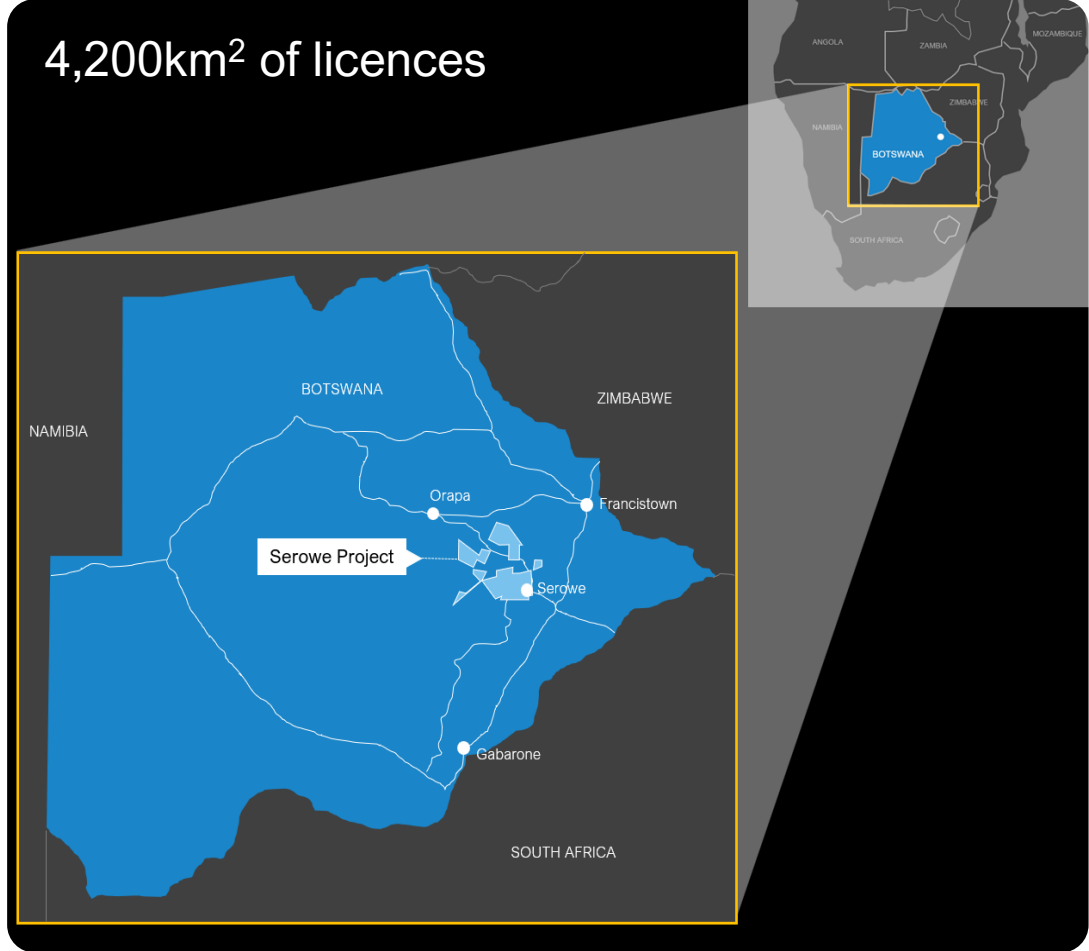 4,200km² of licences
ANGOLA
ZAMBIA
MOZAMBIQUE
ZIMBABWE
NAMIBIA
BOTSWANA
SOUTH AFRICA
BOTSWANA
ZIMBABWE
NAMIBIA
Orapa
Francistown
Serowe Project
Serowe
Gabarone
SOUTH AFRICA